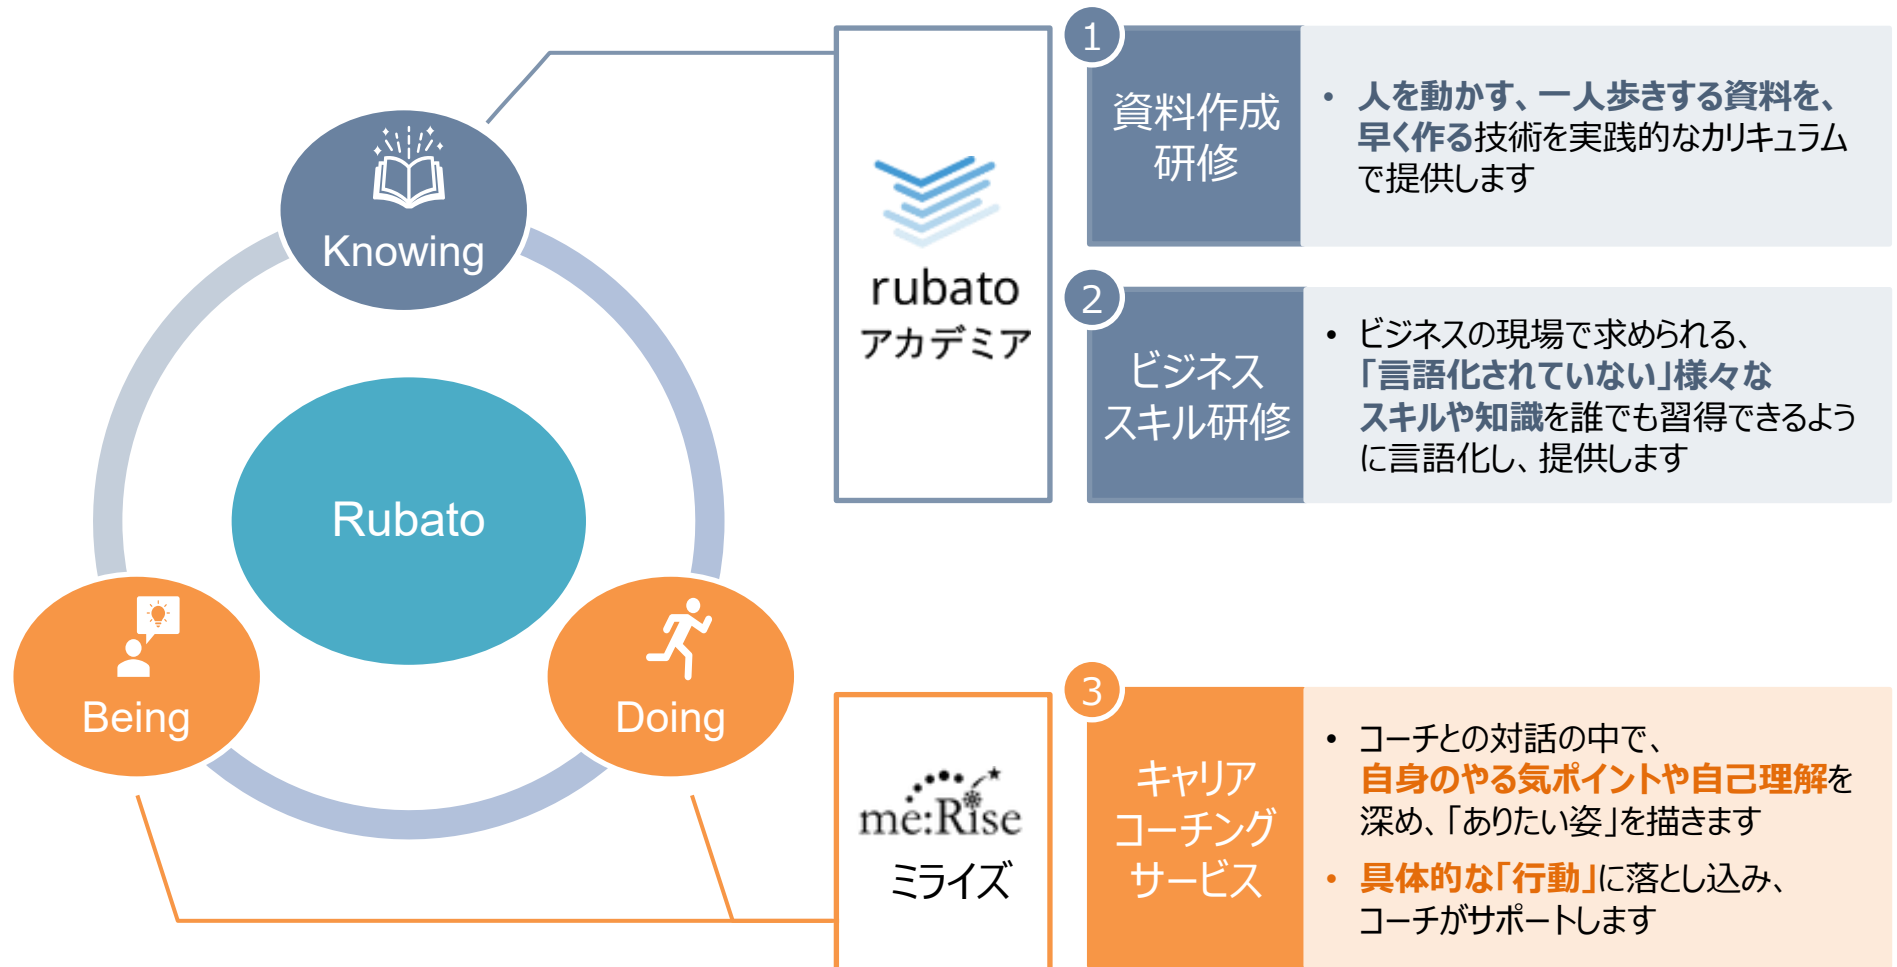 Knowing
Rubato
Being
Doing
rubato
アカデミア
1
資料作成
研修
• 人を動かす、一人歩きする資料を、
早く作る技術を実践的なカリキュラム
で提供します
2
ビジネス
スキル研修
• ビジネスの現場で求められる、
「言語化されていない」様々な
スキルや知識を誰でも習得できるよう
に言語化し、提供します
me:Rise
ミライズ
3
キャリア
コーチング
サービス
• コーチとの対話の中で、
自身のやる気ポイントや自己理解を
深め、「ありたい姿」を描きます
• 具体的な「行動」に落とし込み、
コーチがサポートします